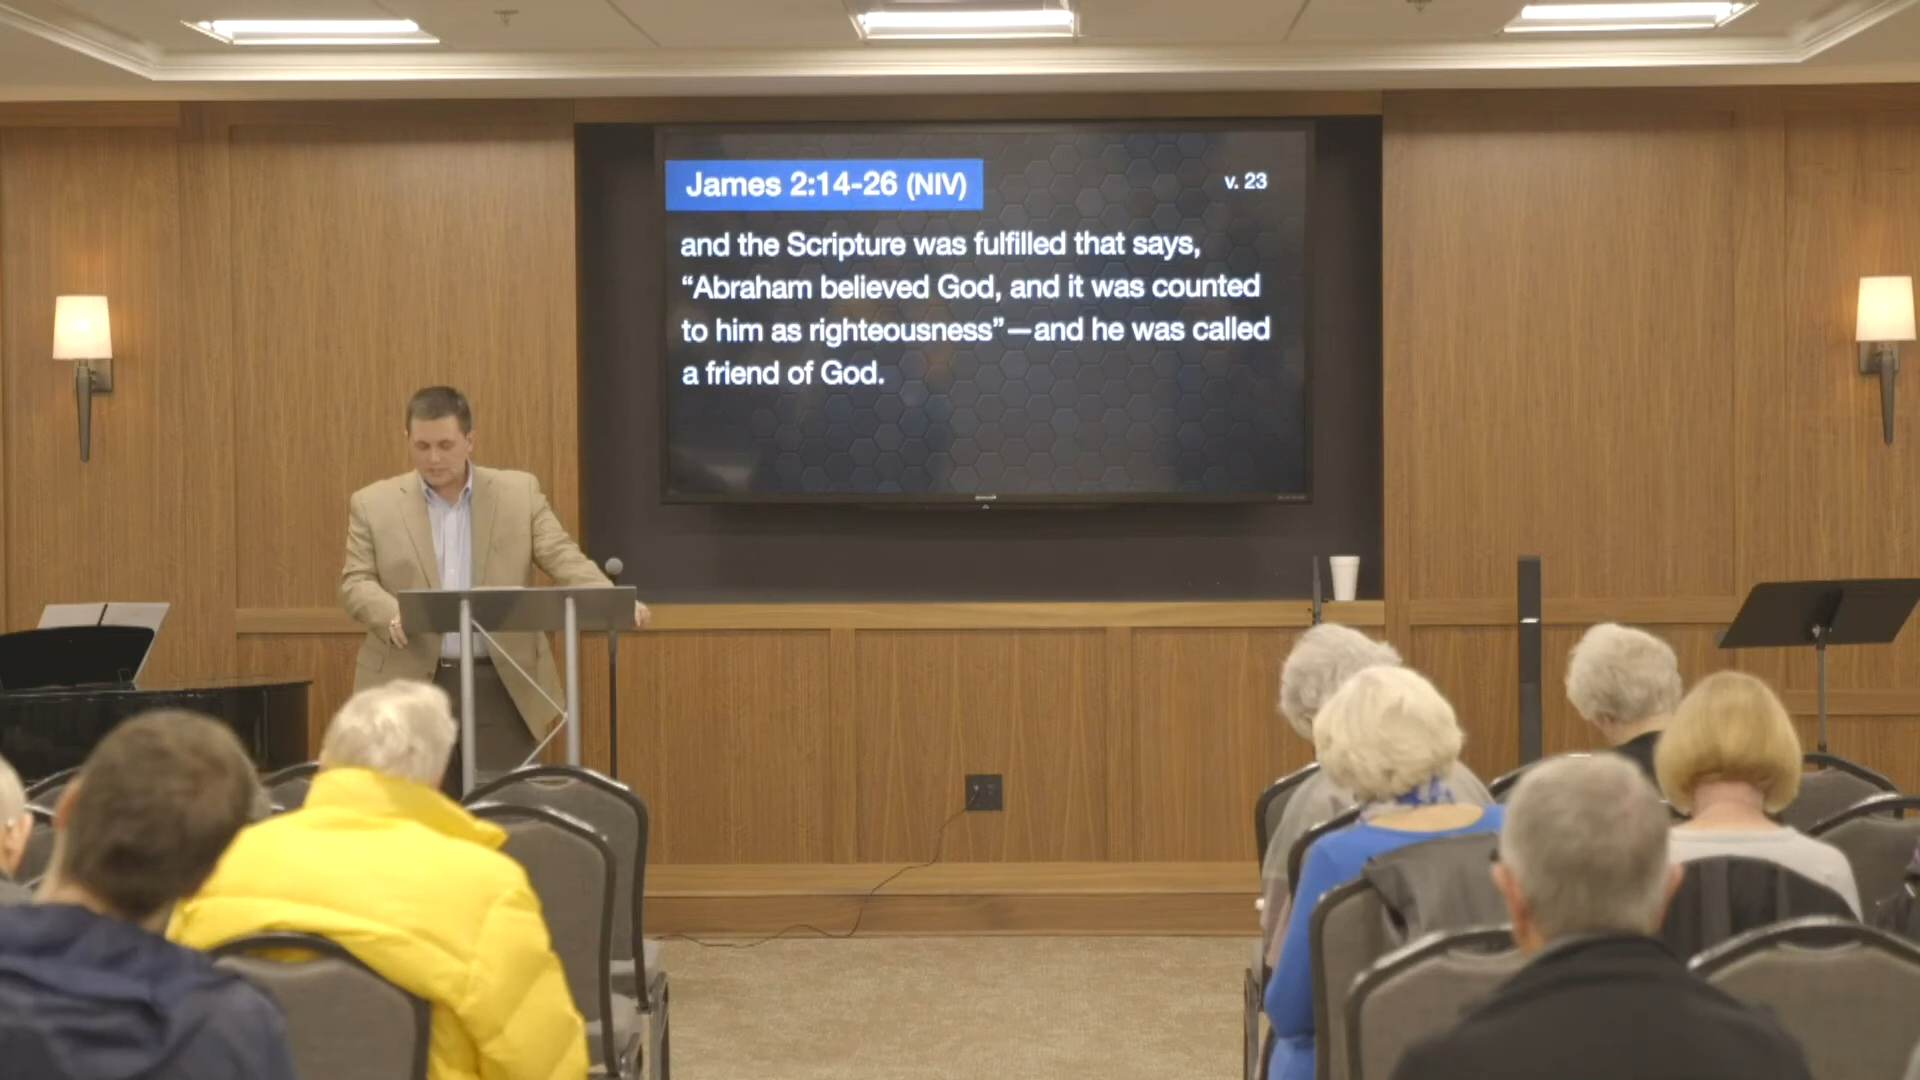 James 2:14-26 (NIV)
v. 23
and the Scripture was fulfilled that says,
“Abraham believed God, and it was counted
to him as righteousness”—and he was called
a friend of God.